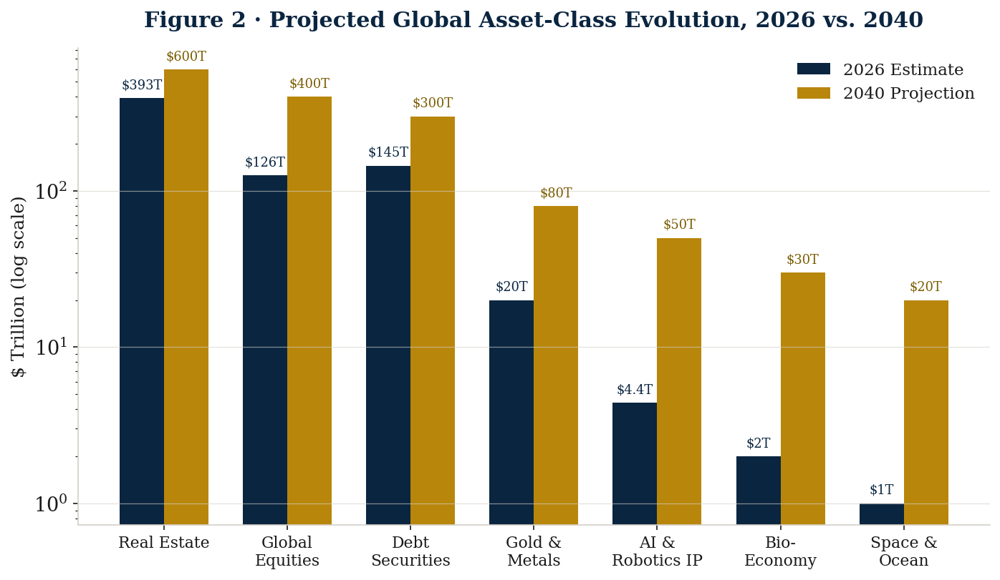 Figure 2 · Projected Global Asset-Class Evolution, 2026 vs. 2040
2026 Estimate
2040 Projection
$ Trillion (log scale)
10²
10¹
10⁰
$393T
$600T
$126T
$400T
$145T
$300T
$20T
$80T
$4.4T
$50T
$2T
$30T
$1T
$20T
Real Estate
Global
Equities
Debt
Securities
Gold &
Metals
AI &
Robotics IP
Bio-
Economy
Space &
Ocean